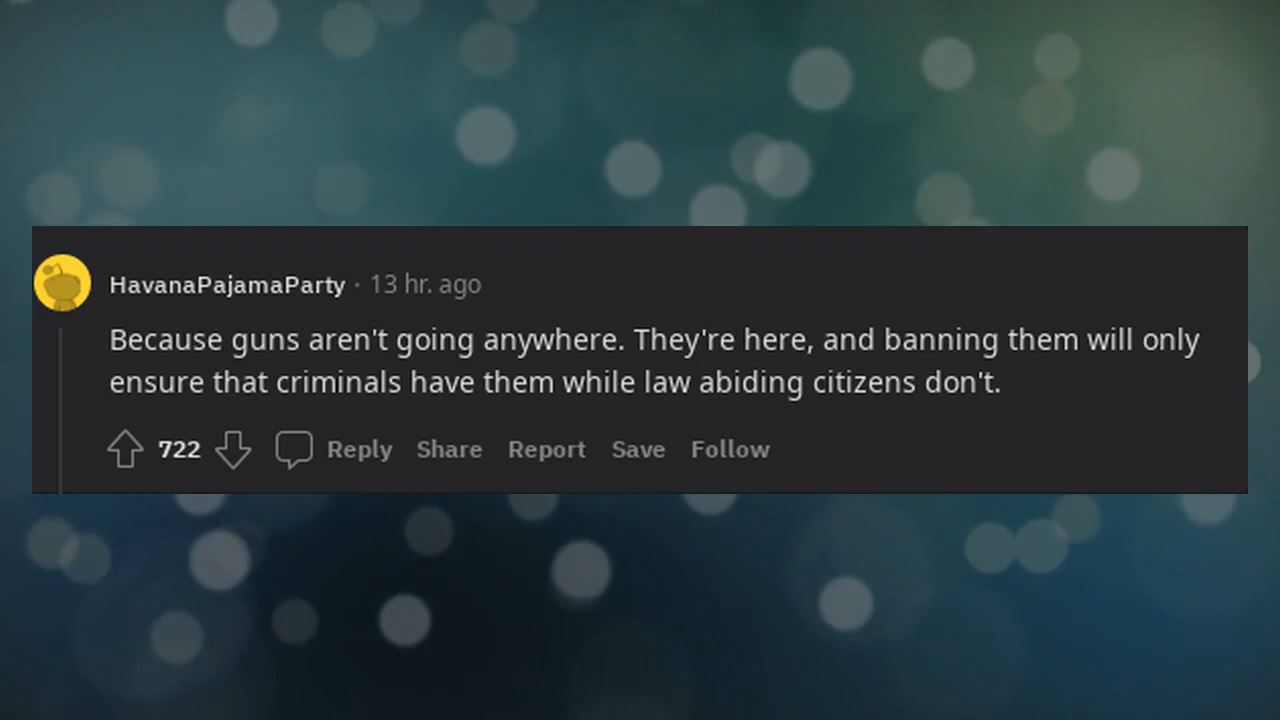 HavanaPajamaParty · 13 hr. ago
Because guns aren't going anywhere. They're here, and banning them will only
ensure that criminals have them while law abiding citizens don't.
722 Reply Share Report Save Follow